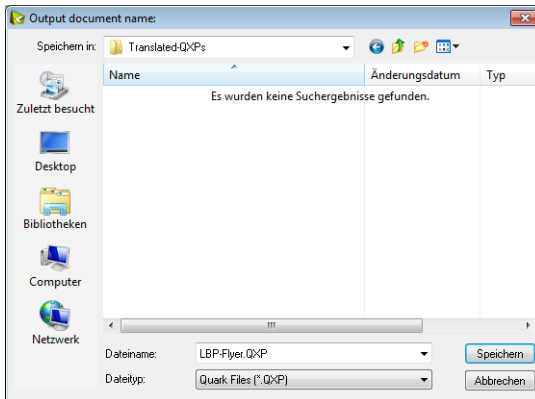 Output document name:
Speichern in:
Translated-QXPs
Name
Änderungsdatum
Typ
Es wurden keine Suchergebnisse gefunden.
Zuletzt besucht
Desktop
Bibliotheken
Computer
Netzwerk
Dateiname:
LBP-Flyer.QXP
Speichern
Dateityp:
Quark Files (*.QXP)
Abbrechen